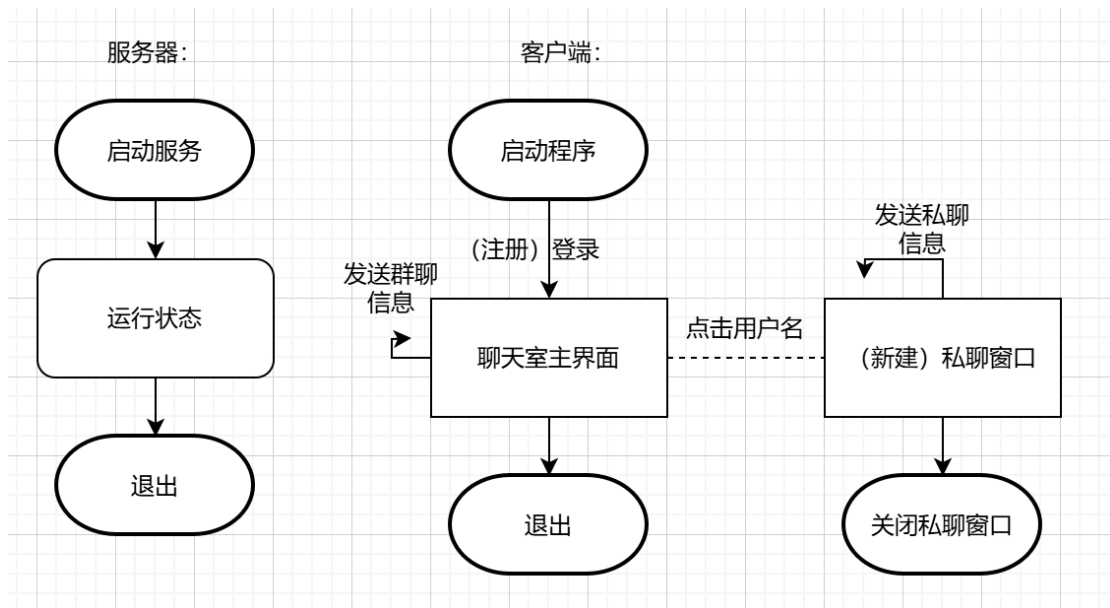 服务器：
客户端：
启动服务
启动程序
发送私聊
信息
（注册）登录
发送群聊
信息
运行状态
点击用户名
聊天室主界面
（新建）私聊窗口
退出
退出
关闭私聊窗口